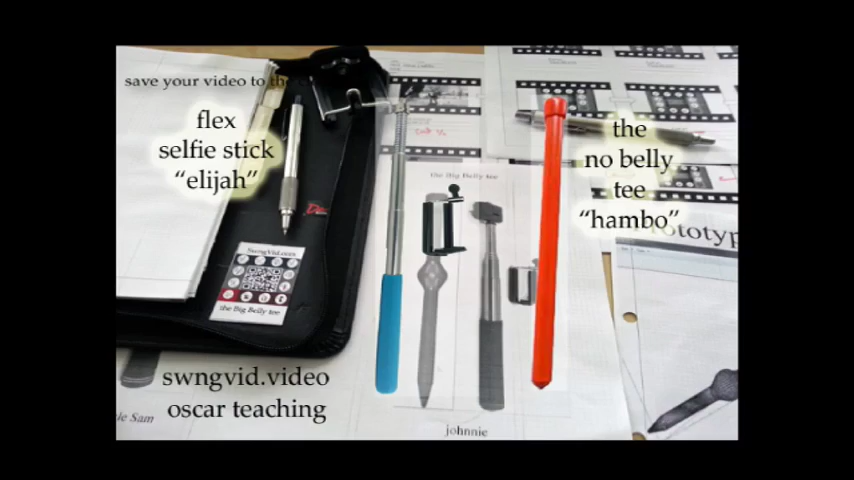 save your video to the
flex
selfie stick
“elijah”
the
no belly
tee
“hambo”
the Big Belly tee
SwngVid.com
the Big Belly tee
swngvid.video
oscar teaching
le Sam
johnnie